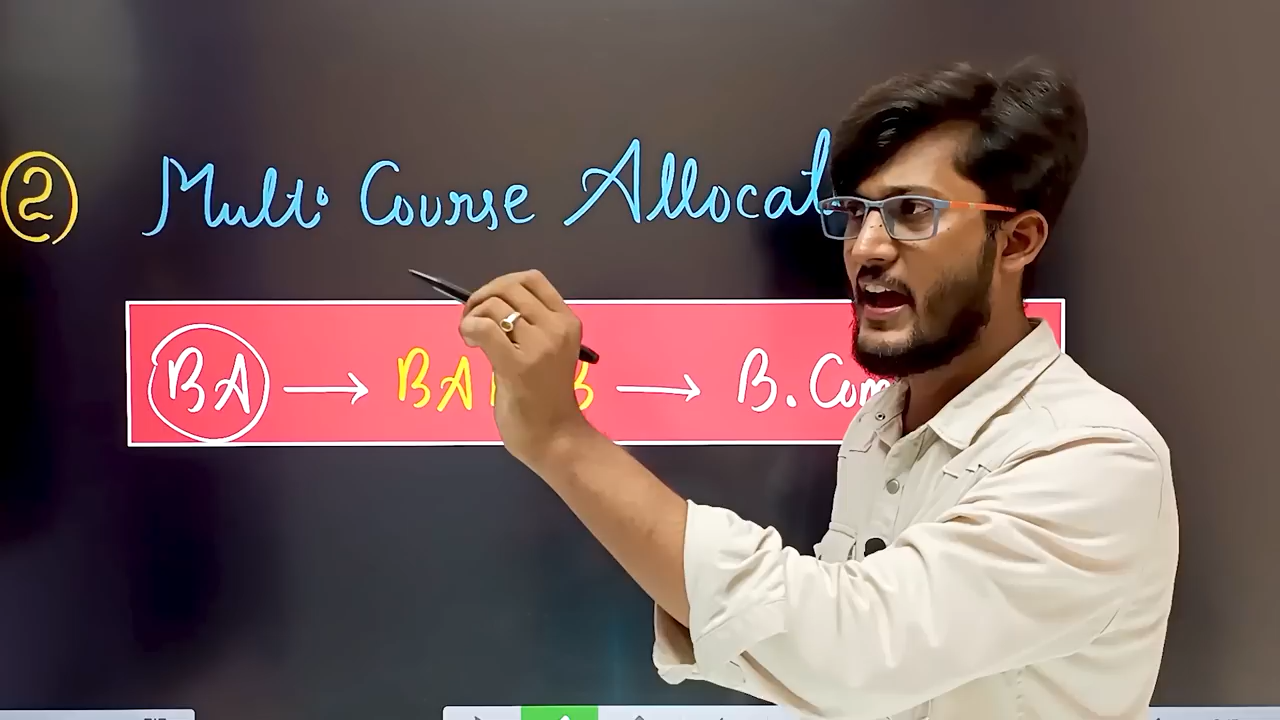 ② Multi Course Allocat
BA → BA B → B. Com